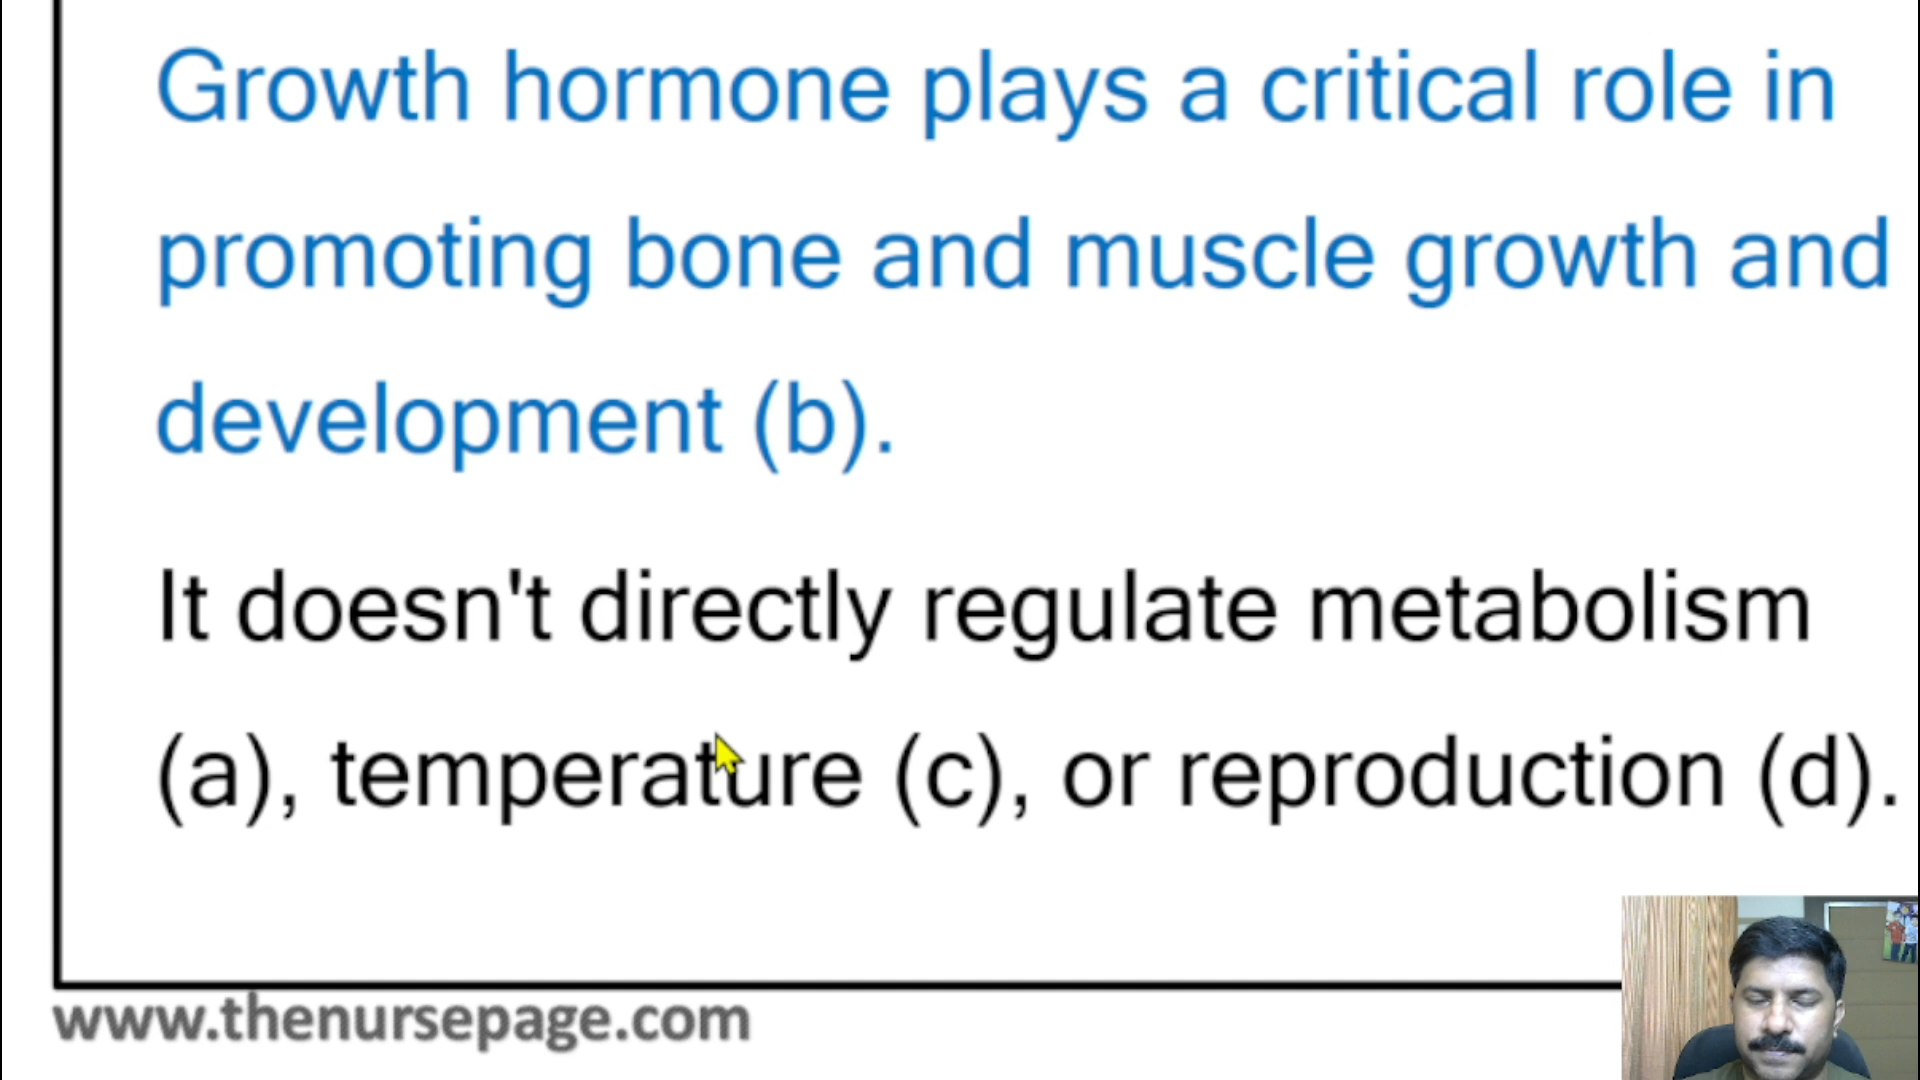 Growth hormone plays a critical role in
promoting bone and muscle growth and
development (b).
It doesn't directly regulate metabolism
(a), temperature (c), or reproduction (d).
www.thenursepage.com